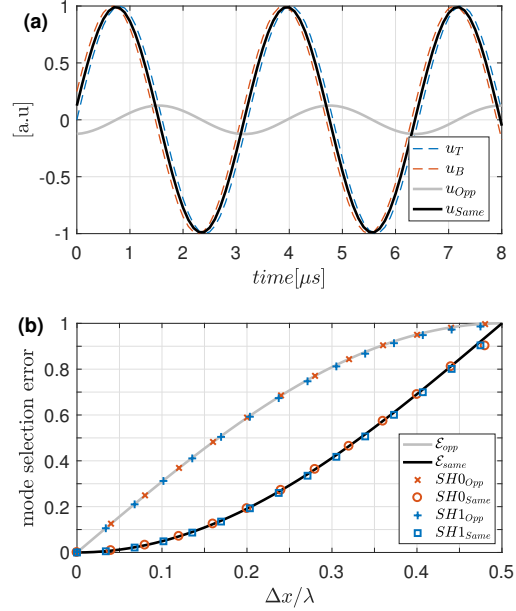 (a)
1
0.5
0
-0.5
-1
[a.u]
u_T
u_B
u_Opp
u_Same
0 1 2 3 4 5 6 7 8
time[μs]
(b)
1
0.8
0.6
0.4
0.2
0
mode selection error
ℰ_opp
ℰ_same
SH0_Opp
SH0_Same
SH1_Opp
SH1_Same
0 0.1 0.2 0.3 0.4 0.5
Δx/λ